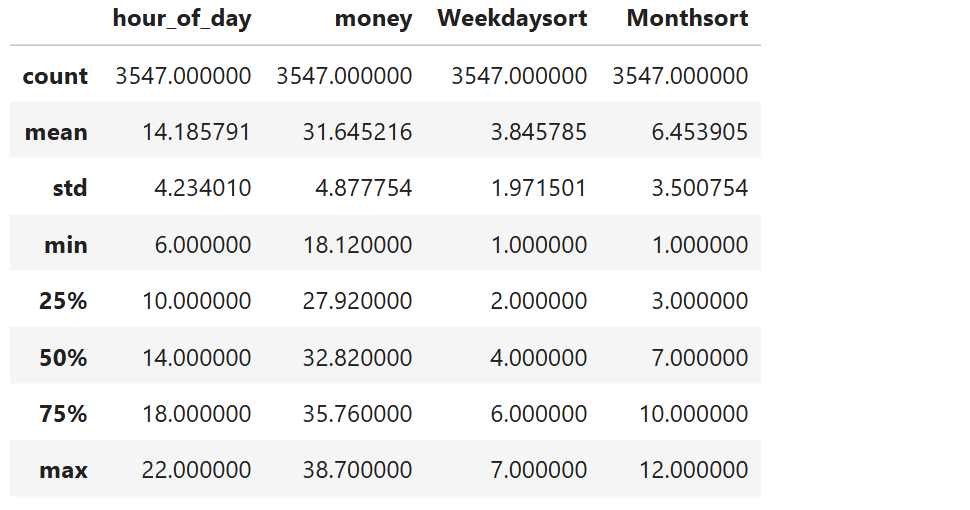 hour_of_day money Weekdaysort Monthsort
count 3547.000000 3547.000000 3547.000000 3547.000000
mean 14.185791 31.645216 3.845785 6.453905
std 4.234010 4.877754 1.971501 3.500754
min 6.000000 18.120000 1.000000 1.000000
25% 10.000000 27.920000 2.000000 3.000000
50% 14.000000 32.820000 4.000000 7.000000
75% 18.000000 35.760000 6.000000 10.000000
max 22.000000 38.700000 7.000000 12.000000